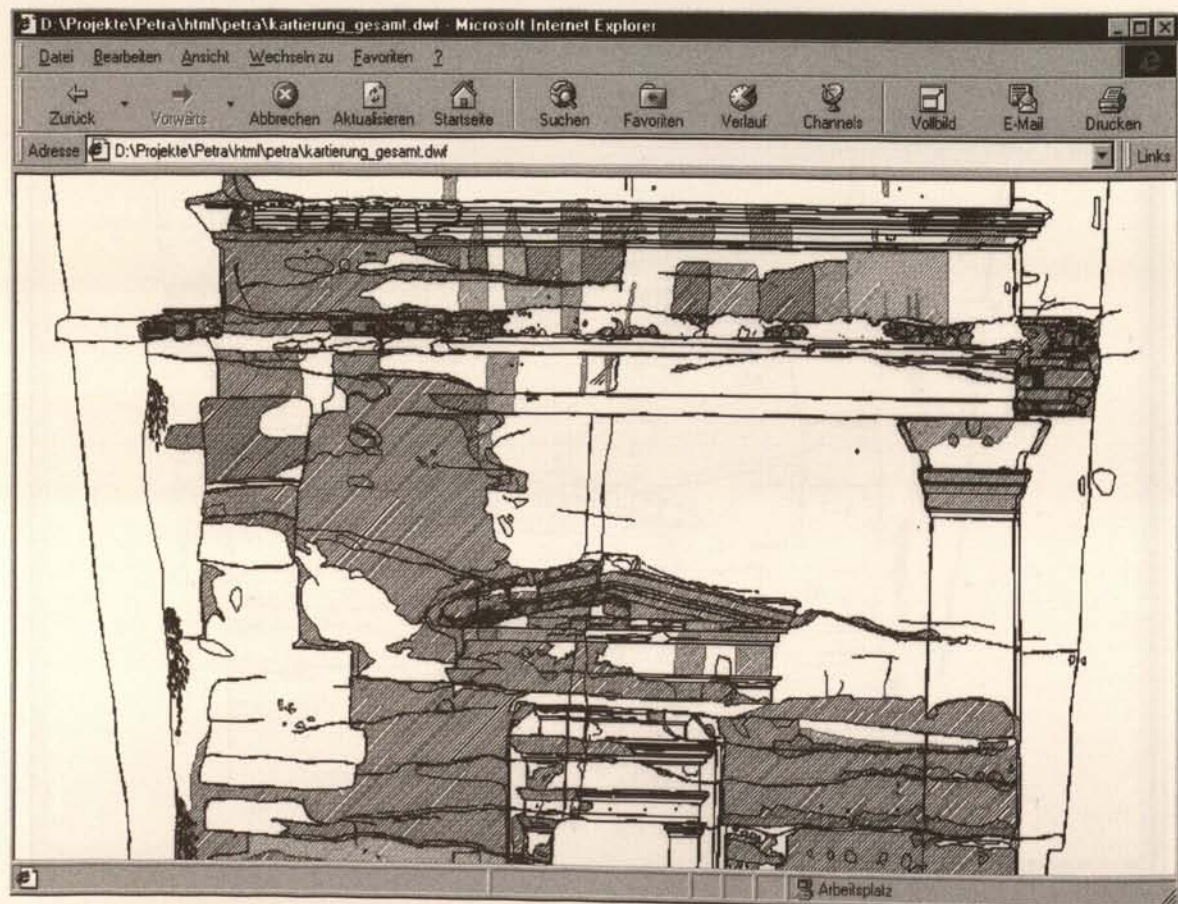 D:\Projekte\Petra\html\petra\kartierung_gesamt.dwf - Microsoft Internet Explorer
Datei Bearbeiten Ansicht Wechseln zu Favoriten ?
Zurück Vorwärts Abbrechen Aktualisieren Startseite Suchen Favoriten Verlauf Channels Vollbild E-Mail Drucken
Adresse D:\Projekte\Petra\html\petra\kartierung_gesamt.dwf Links
Arbeitsplatz